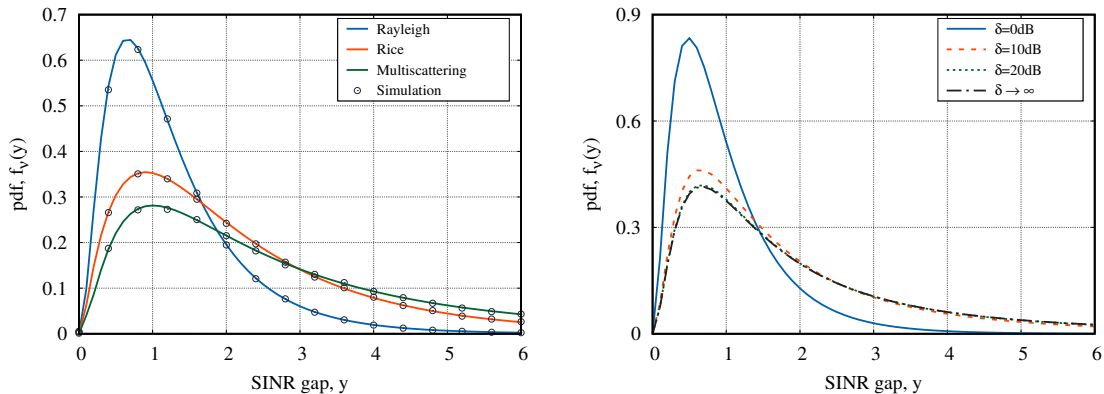 0.7
0.6
0.5
0.4
0.3
0.2
0.1
0
pdf, fᵥ(y)
Rayleigh
Rice
Multiscattering
Simulation
0 1 2 3 4 5 6
SINR gap, y
0.9
0.6
0.3
0
pdf, fᵥ(y)
δ=0dB
δ=10dB
δ=20dB
δ → ∞
0 1 2 3 4 5 6
SINR gap, y